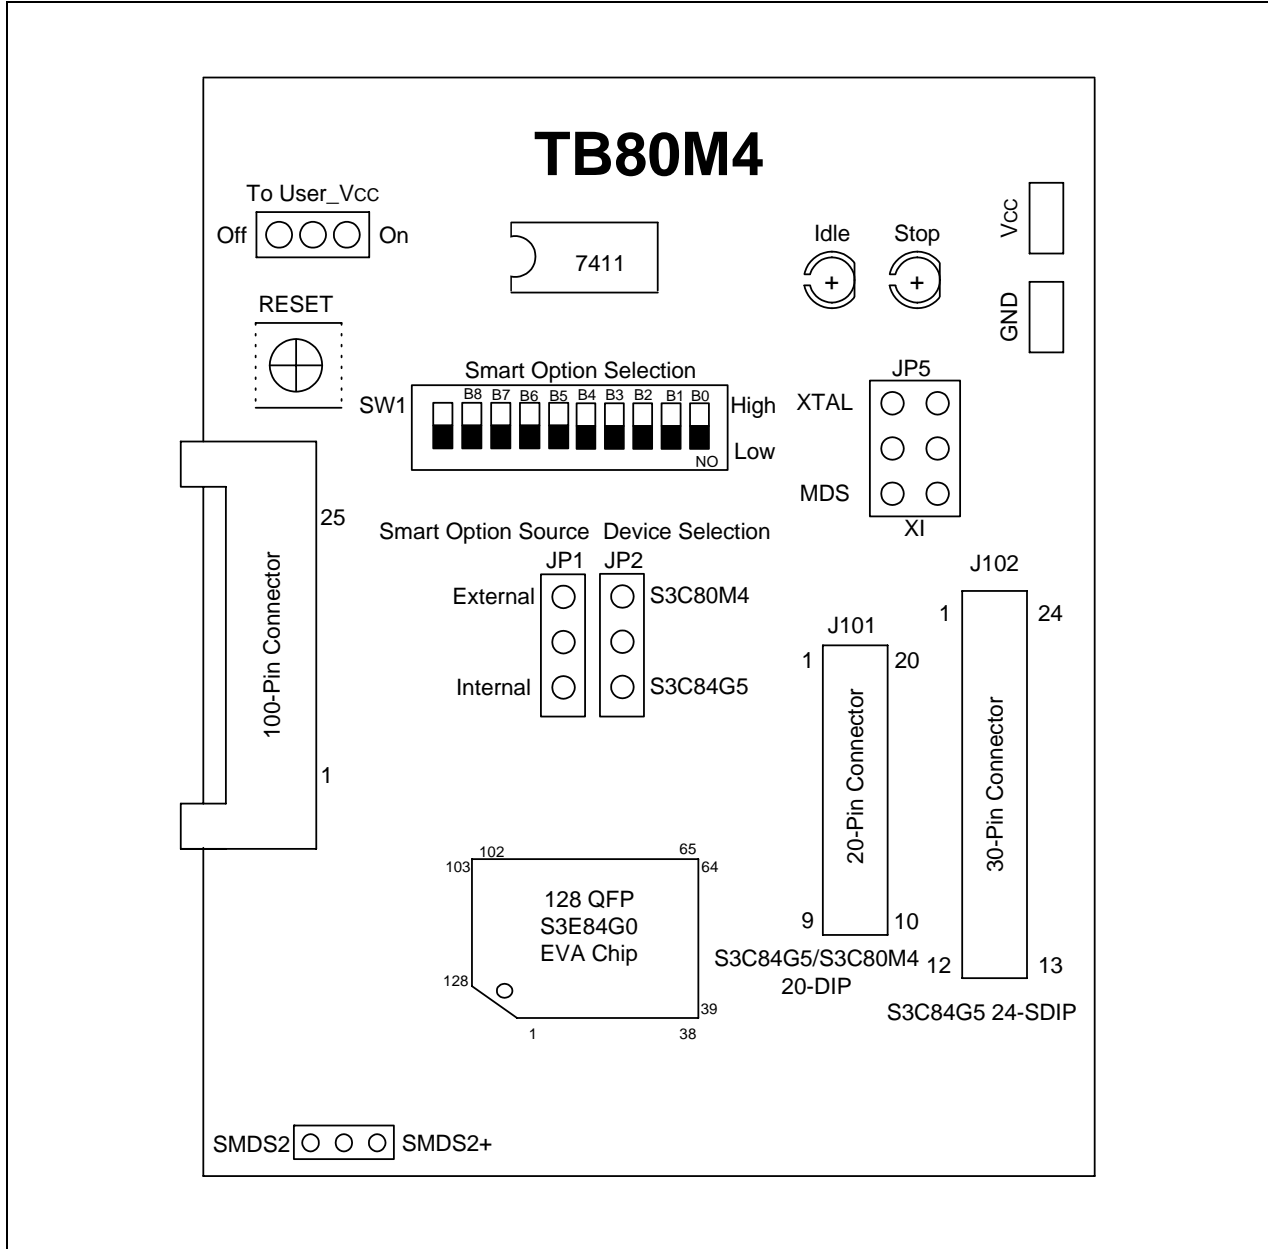 TB80M4
To User_Vcc
Off
On
7411
Idle
Stop
Vcc
GND
RESET
Smart Option Selection
SW1
B8 B7 B6 B5 B4 B3 B2 B1 B0
High
Low
NO
JP5
XTAL
MDS
XI
25
100-Pin Connector
1
Smart Option Source
Device Selection
JP1
JP2
External
S3C80M4
Internal
S3C84G5
J101
1
20
20-Pin Connector
9
10
S3C84G5/S3C80M4
20-DIP
J102
1
24
30-Pin Connector
12
13
S3C84G5 24-SDIP
102
65
103
64
128 QFP
S3E84G0
EVA Chip
128
39
1
38
SMDS2
SMDS2+